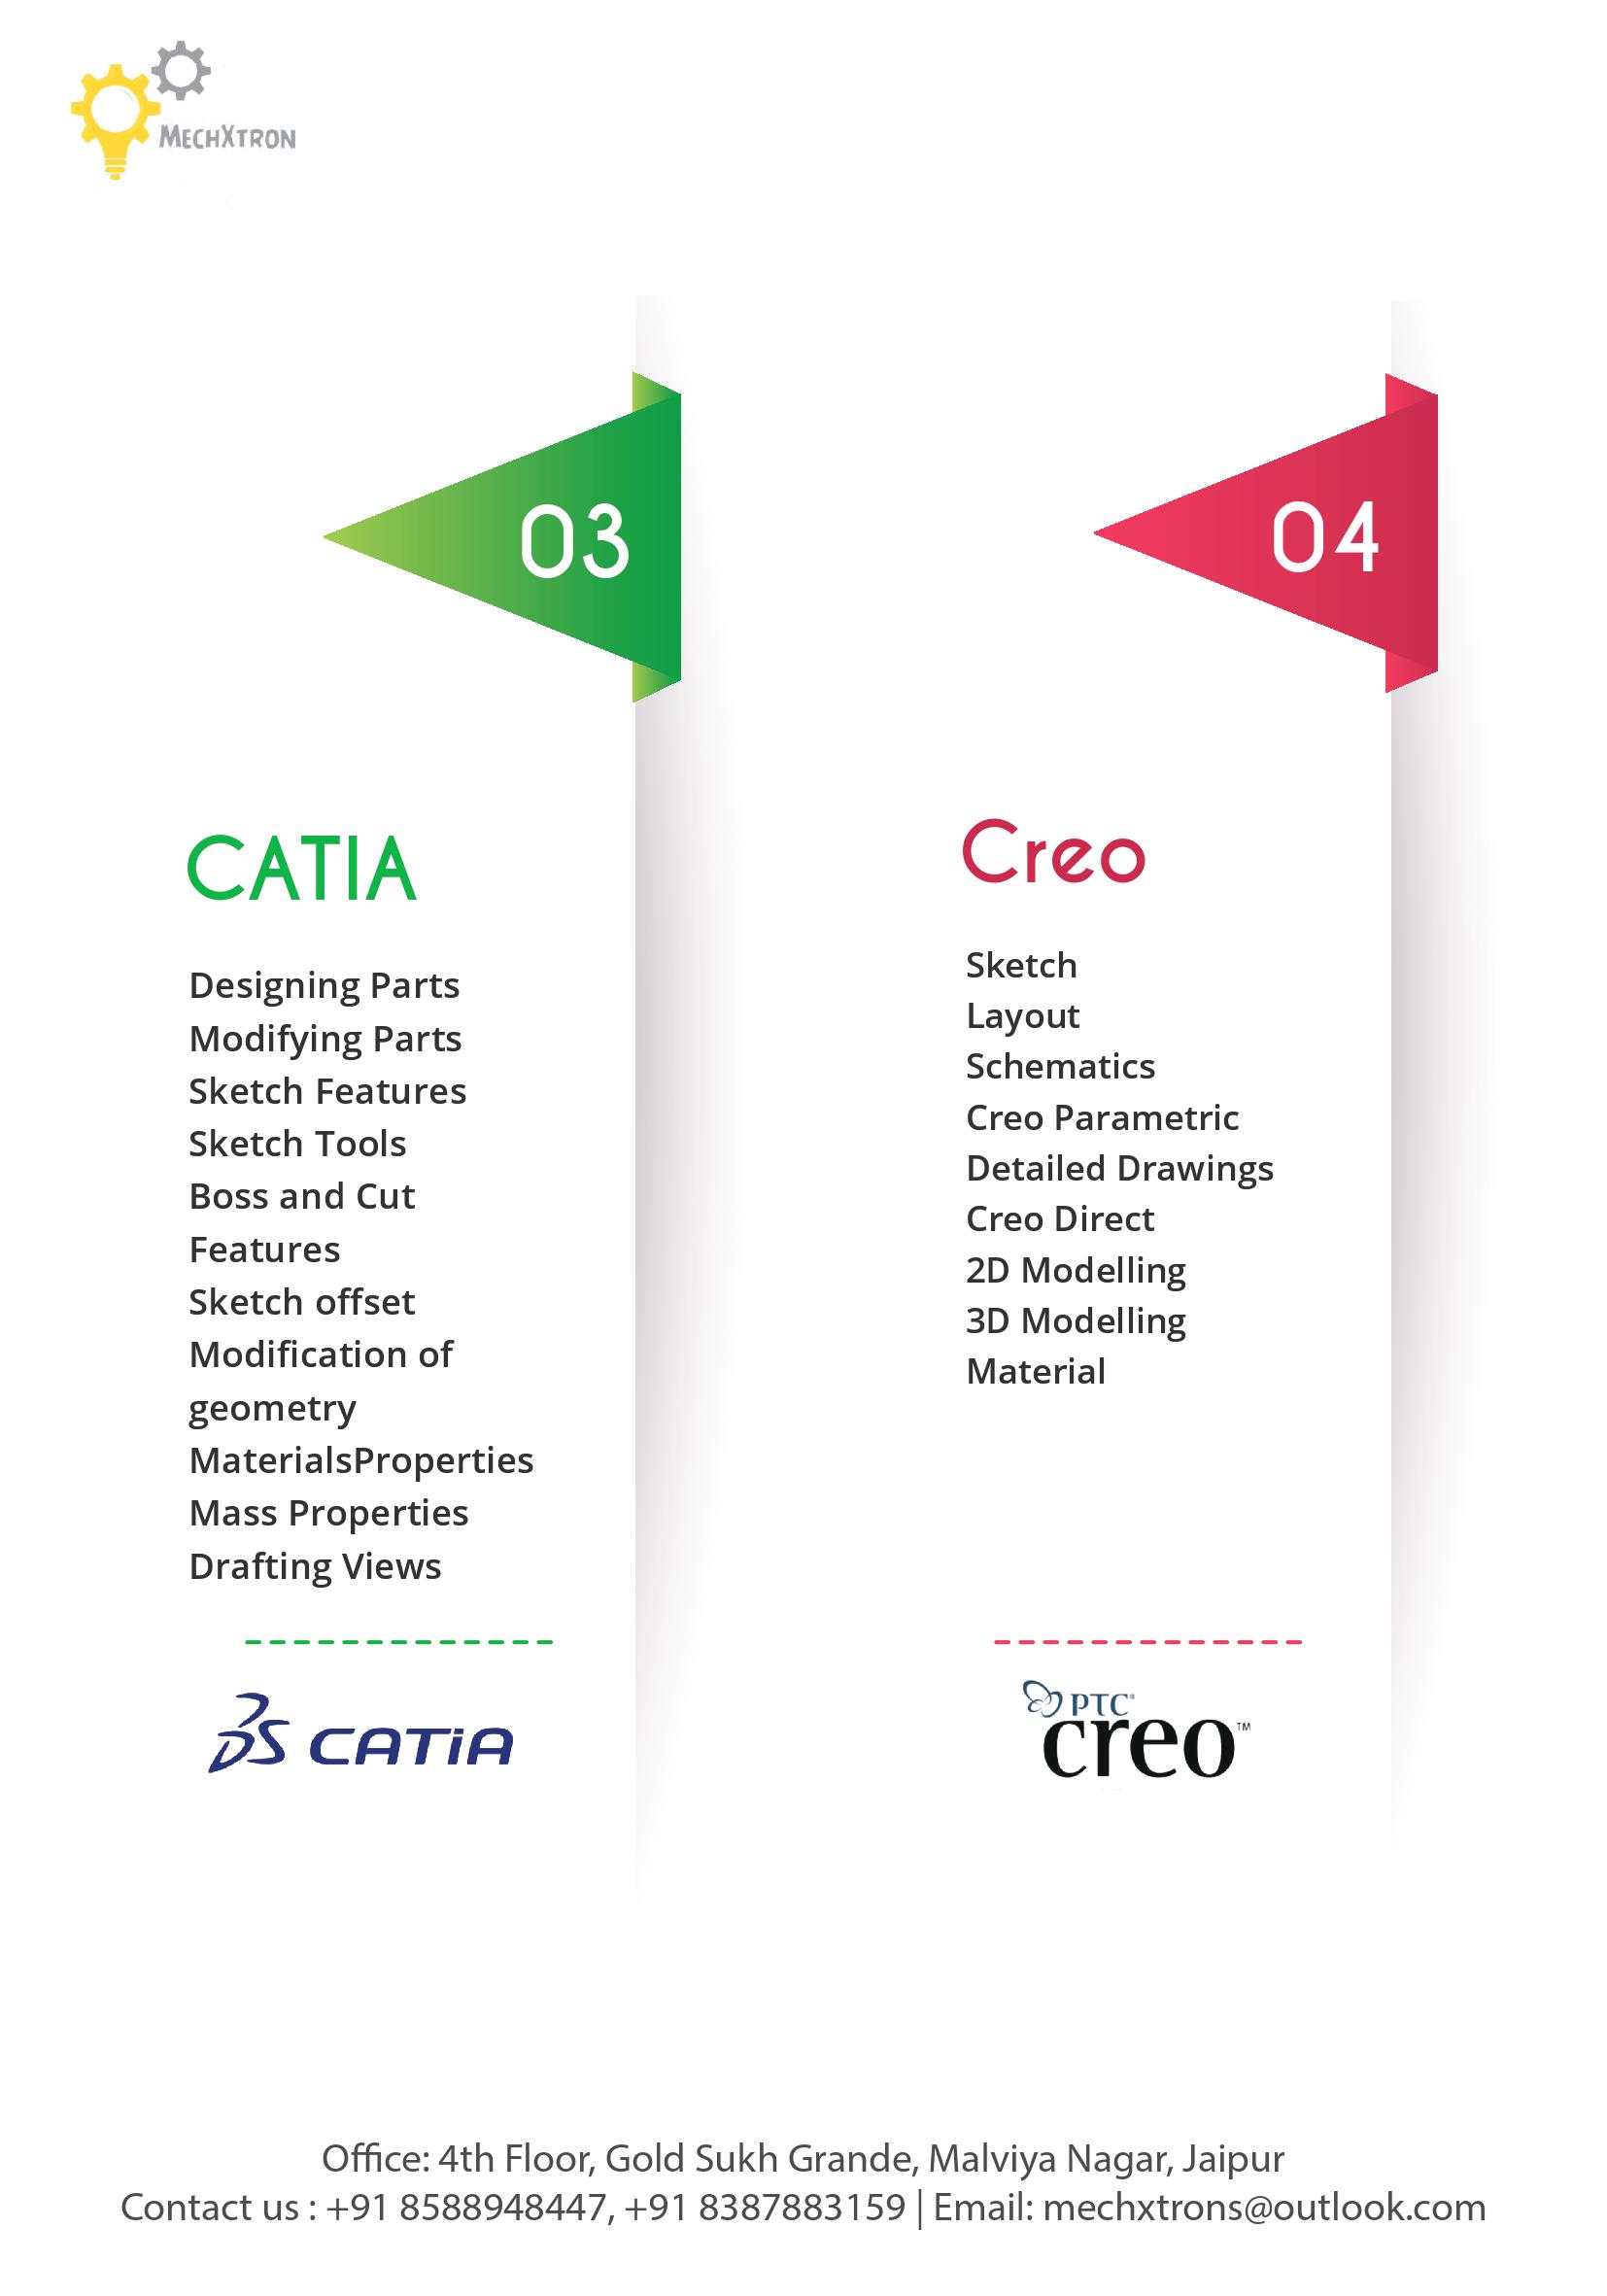 MECHXTRON
03
CATIA
Designing Parts
Modifying Parts
Sketch Features
Sketch Tools
Boss and Cut
Features
Sketch offset
Modification of
geometry
MaterialsProperties
Mass Properties
Drafting Views
DS CATIA
04
Creo
Sketch
Layout
Schematics
Creo Parametric
Detailed Drawings
Creo Direct
2D Modelling
3D Modelling
Material
PTC®
creo™
Office: 4th Floor, Gold Sukh Grande, Malviya Nagar, Jaipur
Contact us : +91 8588948447, +91 8387883159 | Email: mechxtrons@outlook.com